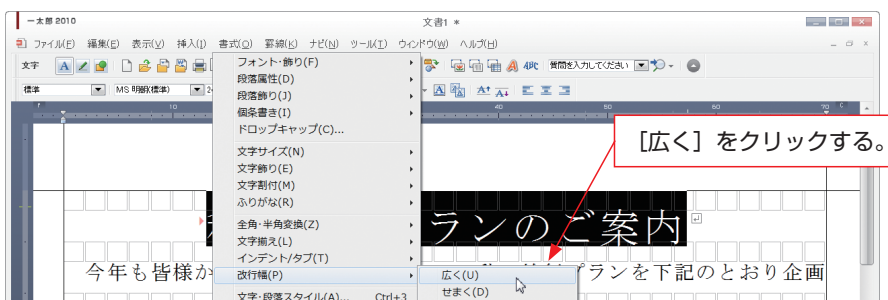 一太郎 2010
文書1 *
ファイル(F) 編集(E) 表示(V) 挿入(I) 書式(O) 罫線(K) ナビ(N) ツール(T) ウィンドウ(W) ヘルプ(H)
文字
質問を入力してください
標準 MS 明朝(標準)
10 40 50 60 70
フォント・飾り(F)
段落属性(D)
段落飾り(J)
個条書き(I)
ドロップキャップ(C)...
文字サイズ(N)
文字飾り(E)
文字割付(M)
ふりがな(R)
全角・半角変換(Z)
文字揃え(L)
インデント/タブ(T)
改行幅(P)
文字・段落スタイル(A)... Ctrl+3
広く(U)
せまく(D)
[広く]をクリックする。
ランのご案内
今年も皆様か
プランを下記のとおり企画